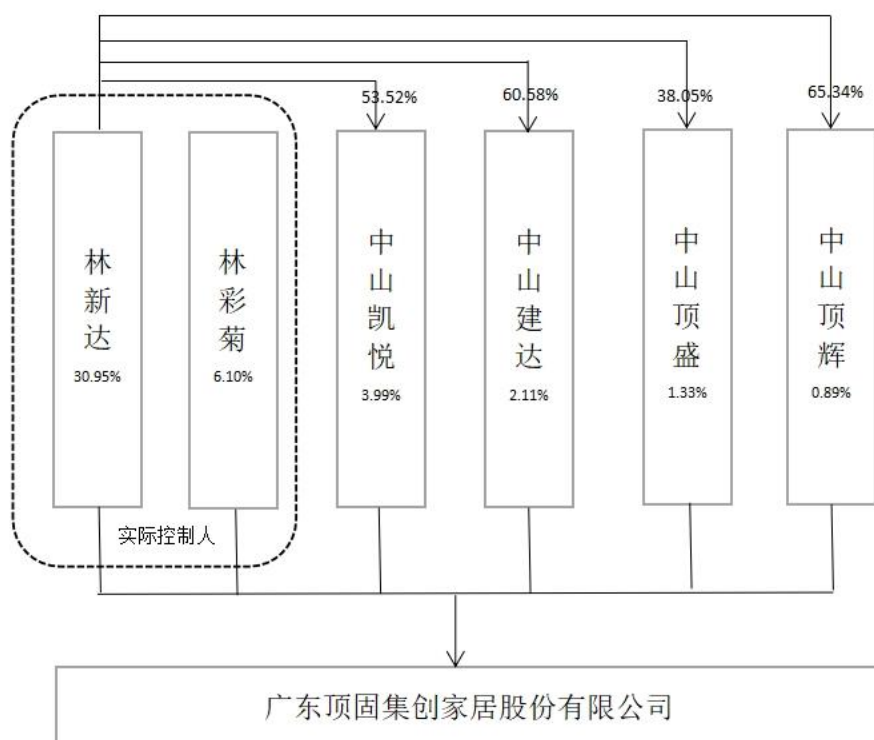 53.52%
60.58%
38.05%
65.34%
林新达
30.95%
林彩菊
6.10%
中山凯悦
3.99%
中山建达
2.11%
中山顶盛
1.33%
中山顶辉
0.89%
实际控制人
广东顶固集创家居股份有限公司